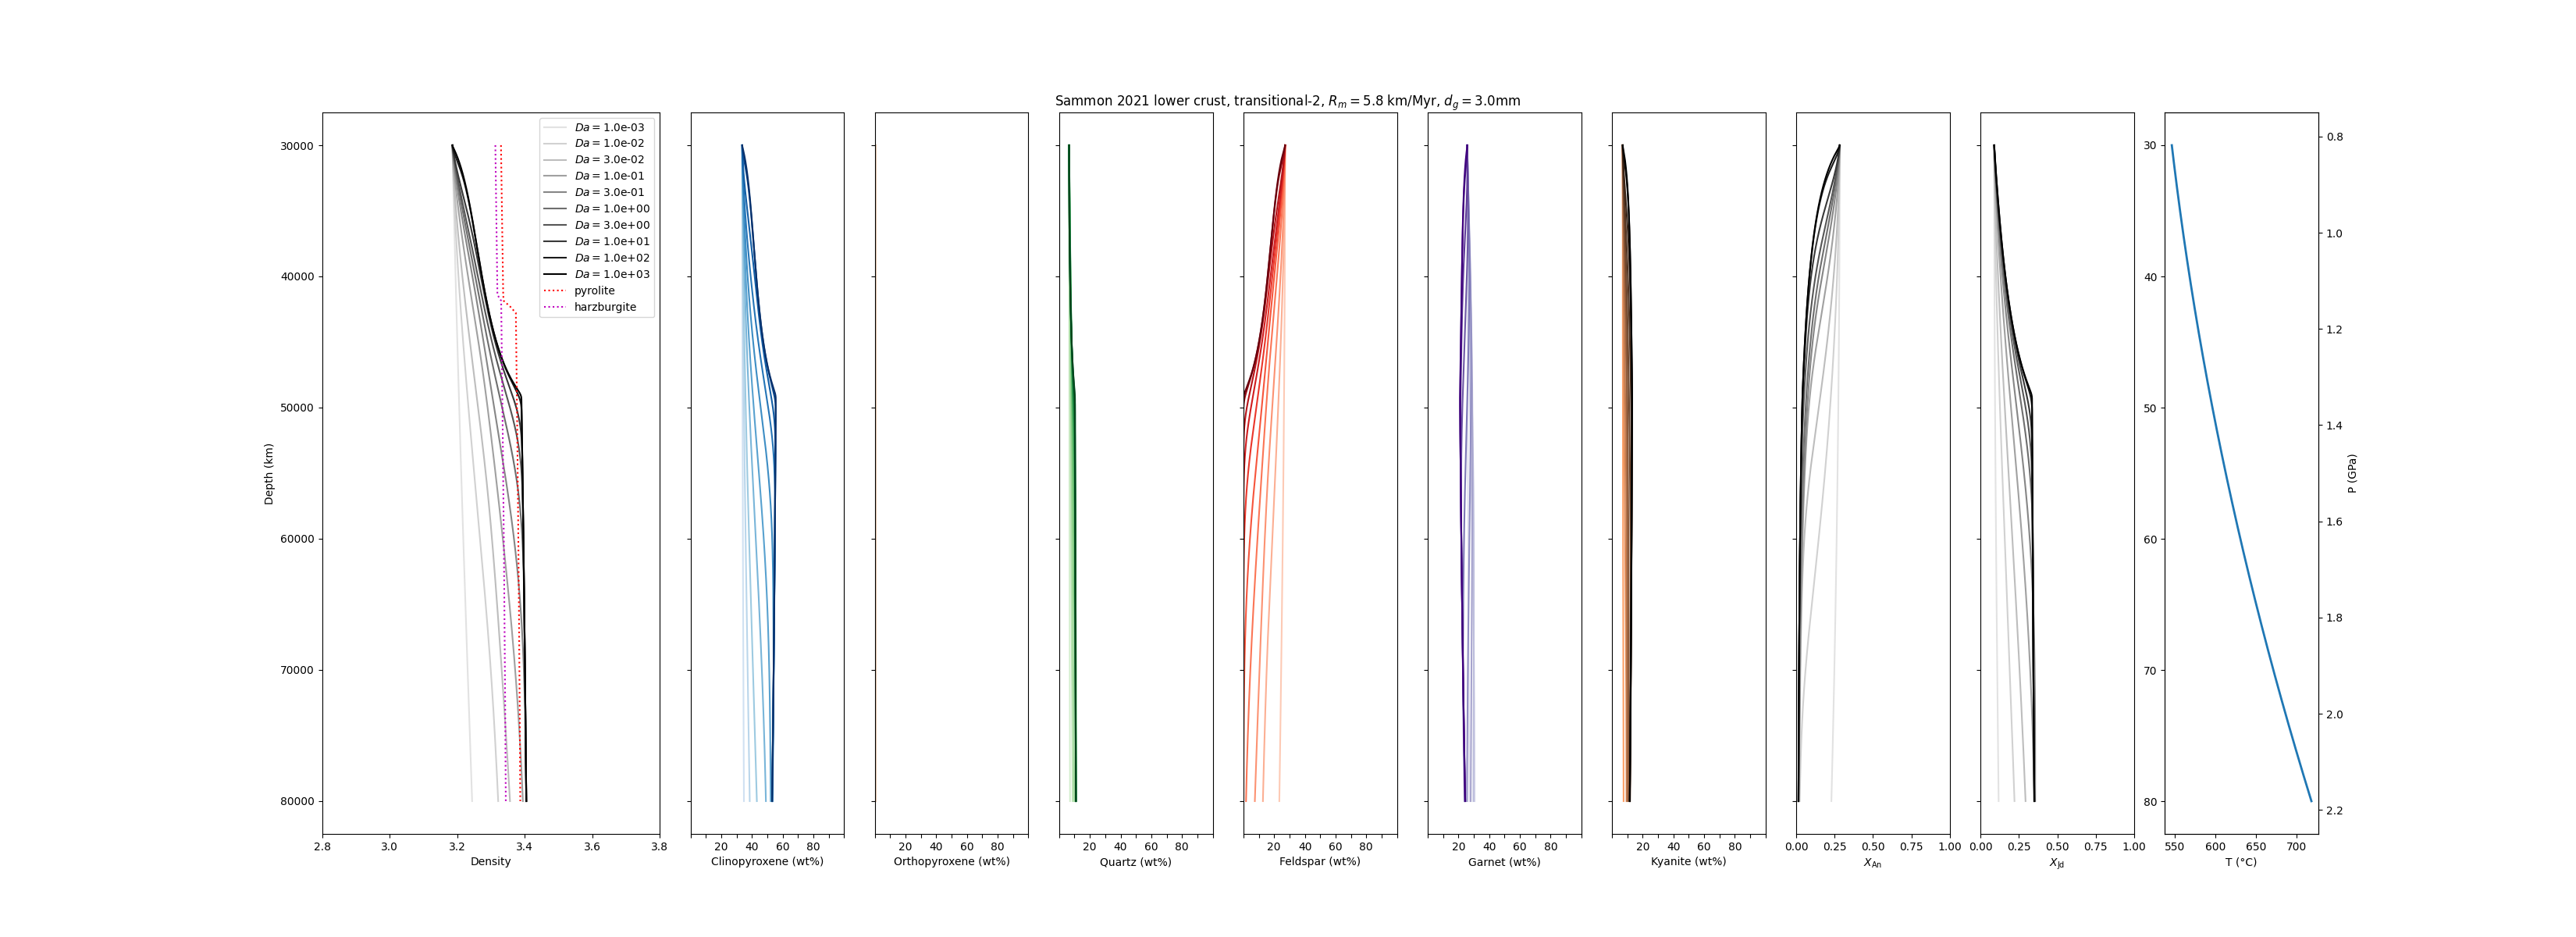 Sammon 2021 lower crust, transitional-2, Rm = 5.8 km/Myr, dg = 3.0mm
Da = 1.0e-03
Da = 1.0e-02
Da = 3.0e-02
Da = 1.0e-01
Da = 3.0e-01
Da = 1.0e+00
Da = 3.0e+00
Da = 1.0e+01
Da = 1.0e+02
Da = 1.0e+03
pyrolite
harzburgite
30000
40000
50000
60000
70000
80000
Depth (km)
2.8 3.0 3.2 3.4 3.6 3.8
Density
20 40 60 80
Clinopyroxene (wt%)
20 40 60 80
Orthopyroxene (wt%)
20 40 60 80
Quartz (wt%)
20 40 60 80
Feldspar (wt%)
20 40 60 80
Garnet (wt%)
20 40 60 80
Kyanite (wt%)
0.00 0.25 0.50 0.75 1.00
XAn
0.00 0.25 0.50 0.75 1.00
XJd
30
40
50
60
70
80
550 600 650 700
T (°C)
0.8
1.0
1.2
1.4
1.6
1.8
2.0
2.2
P (GPa)